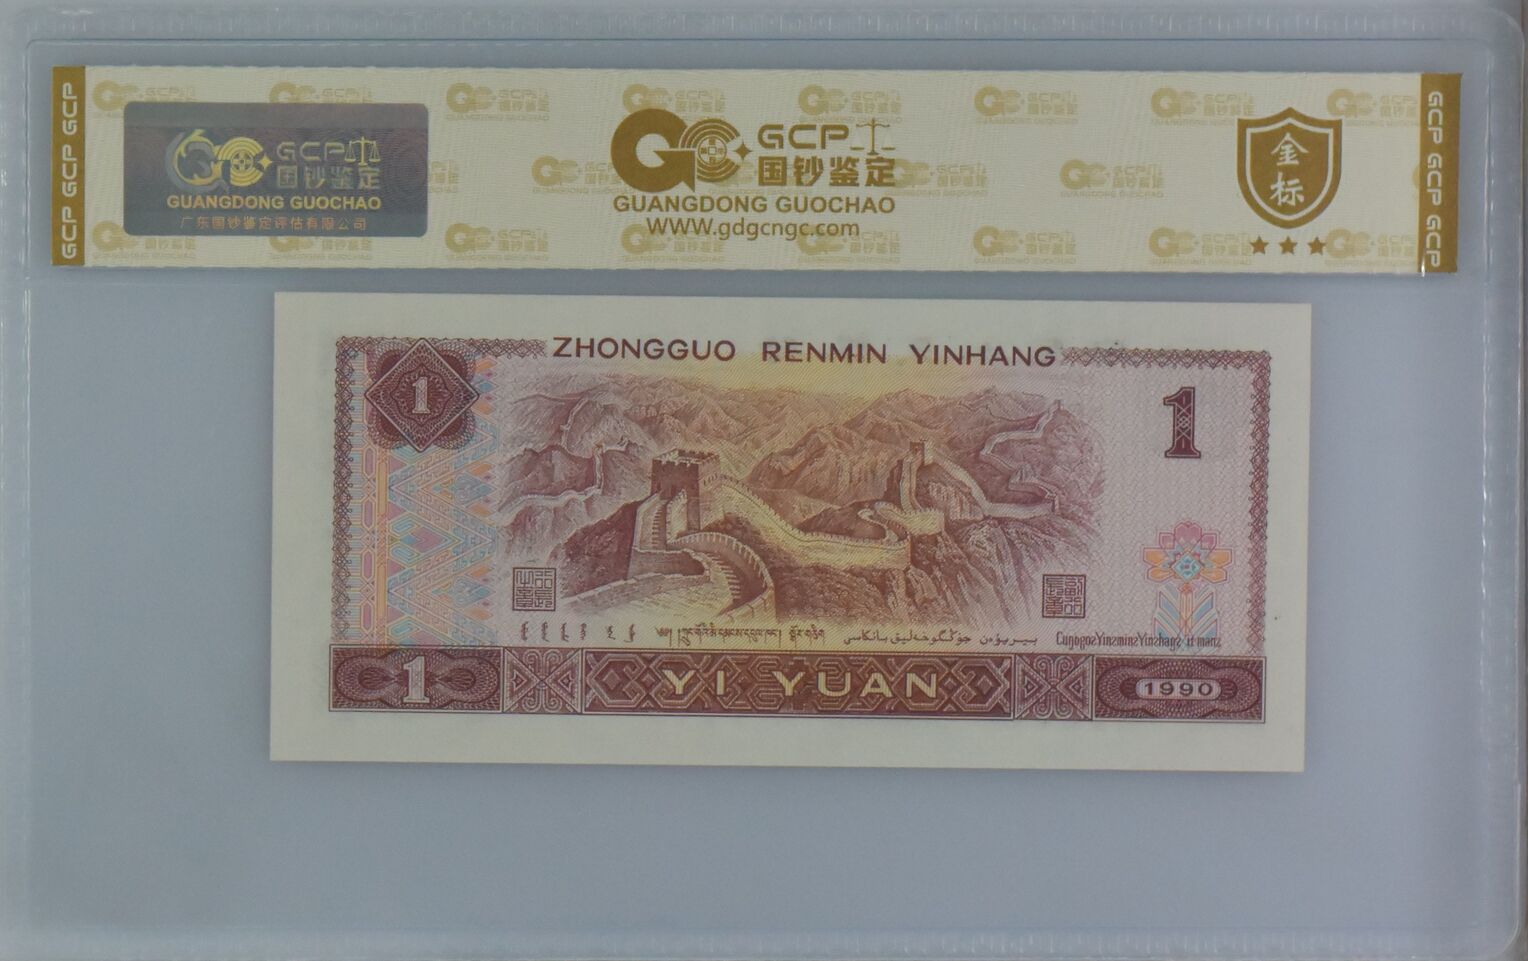 GCP GCP GCP
GCP
国钞鉴定
GUANGDONG GUOCHAO
广东国钞鉴定评估有限公司
GCP
国钞鉴定
GUANGDONG GUOCHAO
WWW.gdgcngc.com
金标
GCP GCP GCP
ZHONGGUO RENMIN YINHANG
1
1
1
YI YUAN
1990